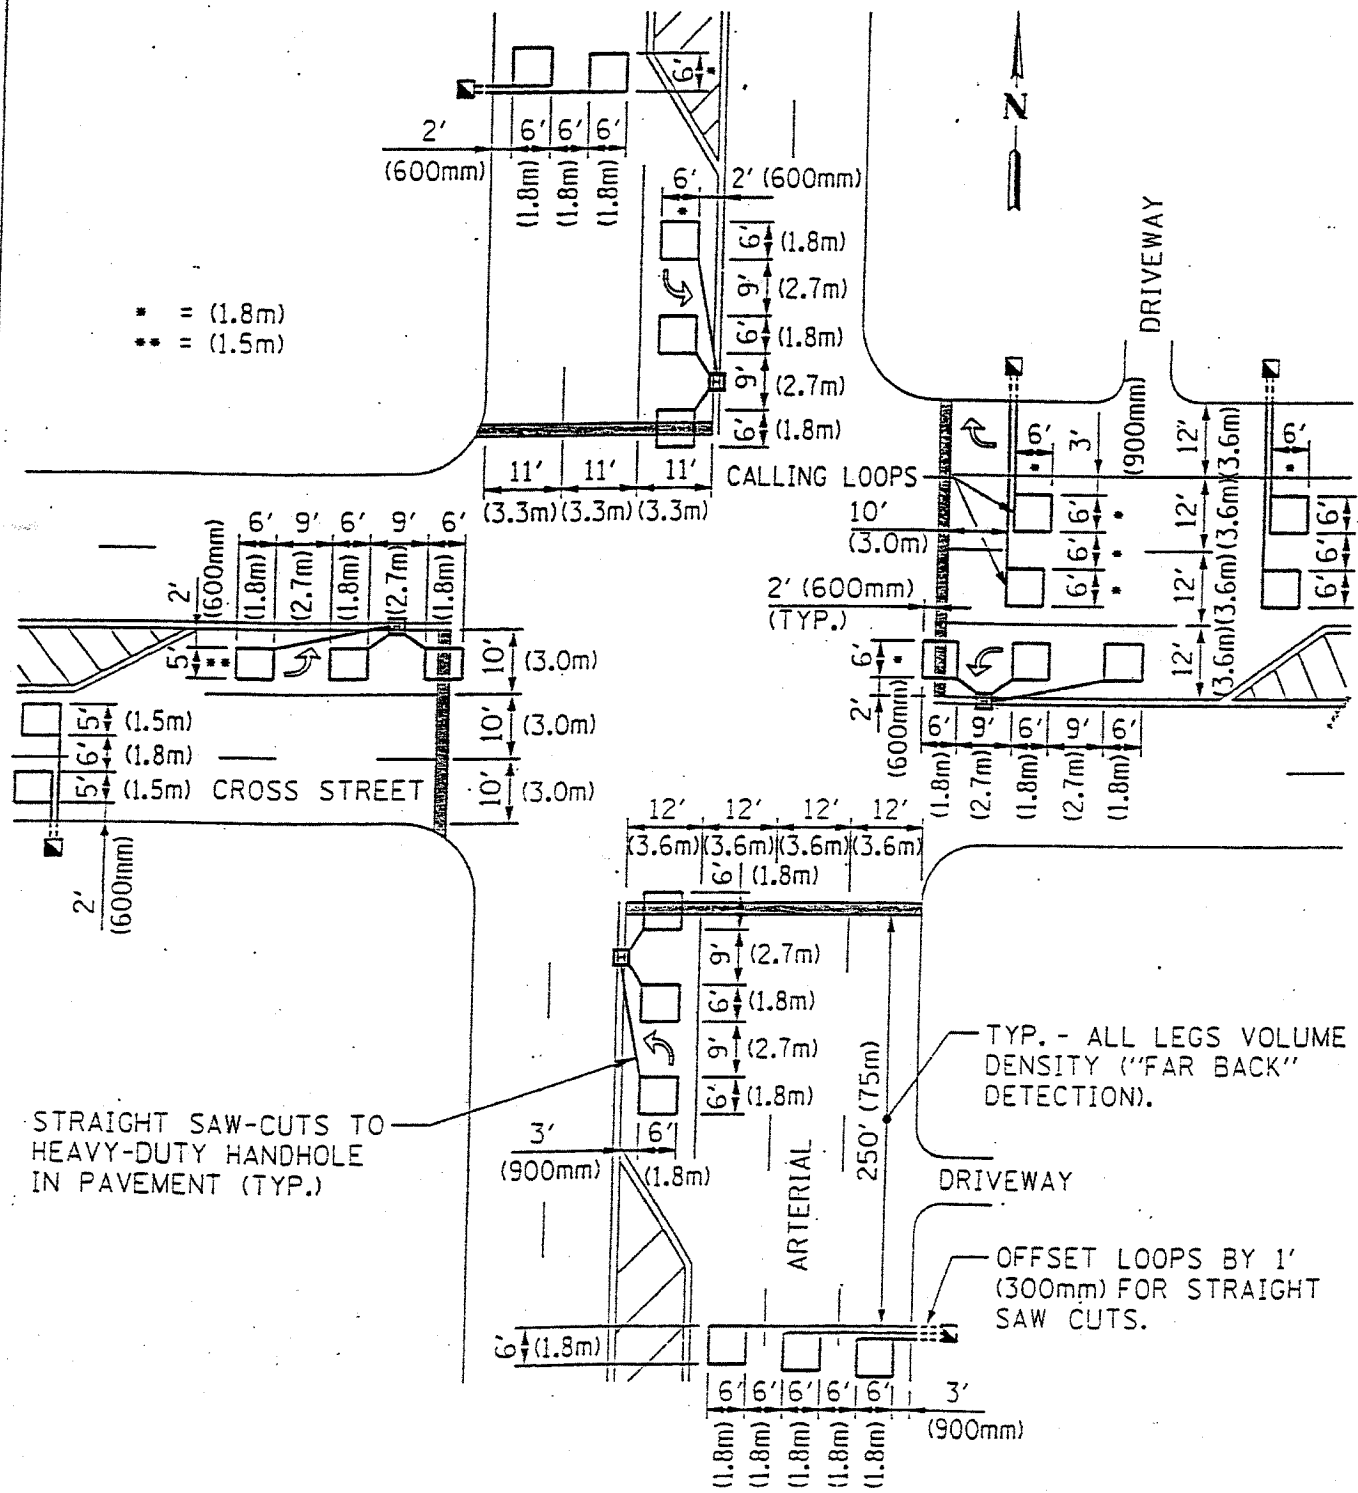 6'
*
2'
(600mm)
6' 6' 6'
(1.8m) (1.8m) (1.8m)
N
6'
*
2' (600mm)
6' (1.8m)
9' (2.7m)
6' (1.8m)
9' (2.7m)
6' (1.8m)
* = (1.8m)
** = (1.5m)
DRIVEWAY
11' 11' 11'
(3.3m) (3.3m) (3.3m)
CALLING LOOPS
6'
*
3'
(900mm)
12"
(3.6m)
6'
*
10'
(3.0m)
6' *
6' *
6' *
12'
(3.6m)
12'
(3.6m)
12'
(3.6m)
6'
6'
6'
2' (600mm)
(TYP.)
6' *
2'
(600mm)
6' 9' 6' 9' 6'
(1.8m) (2.7m) (1.8m) (2.7m) (1.8m)
2'
(600mm)
6' 9' 6' 9' 6'
(1.8m) (2.7m) (1.8m) (2.7m) (1.8m)
5' **
10' (3.0m)
10' (3.0m)
10' (3.0m)
5' (1.5m)
6' (1.8m)
5' (1.5m)
CROSS STREET
2'
(600mm)
12' 12' 12' 12'
(3.6m) (3.6m) (3.6m) (3.6m)
6' (1.8m)
9' (2.7m)
6' (1.8m)
9' (2.7m)
6' (1.8m)
H
STRAIGHT SAW-CUTS TO
HEAVY-DUTY HANDHOLE
IN PAVEMENT (TYP.)
3'
(900mm)
6'
(1.8m)
ARTERIAL
250' (75m)
TYP. - ALL LEGS VOLUME
DENSITY ("FAR BACK"
DETECTION).
DRIVEWAY
OFFSET LOOPS BY 1'
(300mm) FOR STRAIGHT
SAW CUTS.
6' (1.8m)
6' 6' 6' 6' 6'
(1.8m) (1.8m) (1.8m) (1.8m) (1.8m)
3'
(900mm)